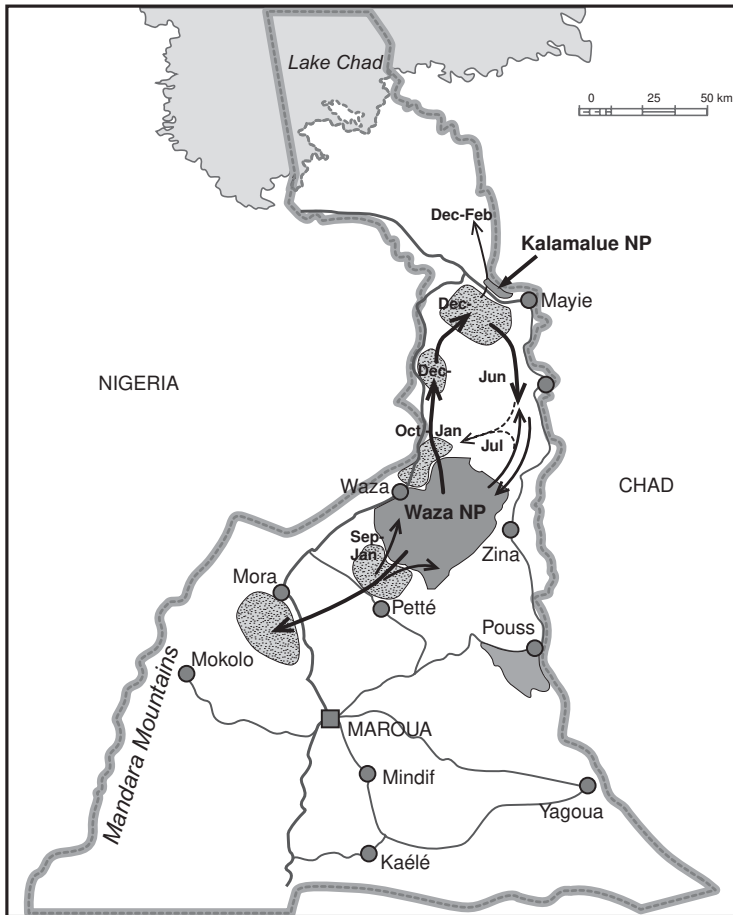 Lake Chad
0 25 50 km
Dec-Feb
Kalamalue NP
Dec-
Mayie
NIGERIA
Dec-
Jun
Oct - Jan
Jul
Waza
CHAD
Waza NP
Sep-
Jan
Zina
Mora
Petté
Pouss
Mokolo
Mandara Mountains
MAROUA
Mindif
Yagoua
Kaélé